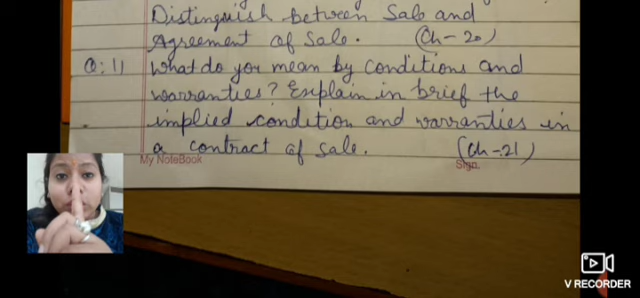 Distinguish between Sale and
Agreement of Sale. (Ch-20)
Q:11 What do you mean by conditions and
warranties? Explain in brief the
implied condition and warranties in
a contract of sale. (Ch-21)
My NoteBook
Sign.
V RECORDER